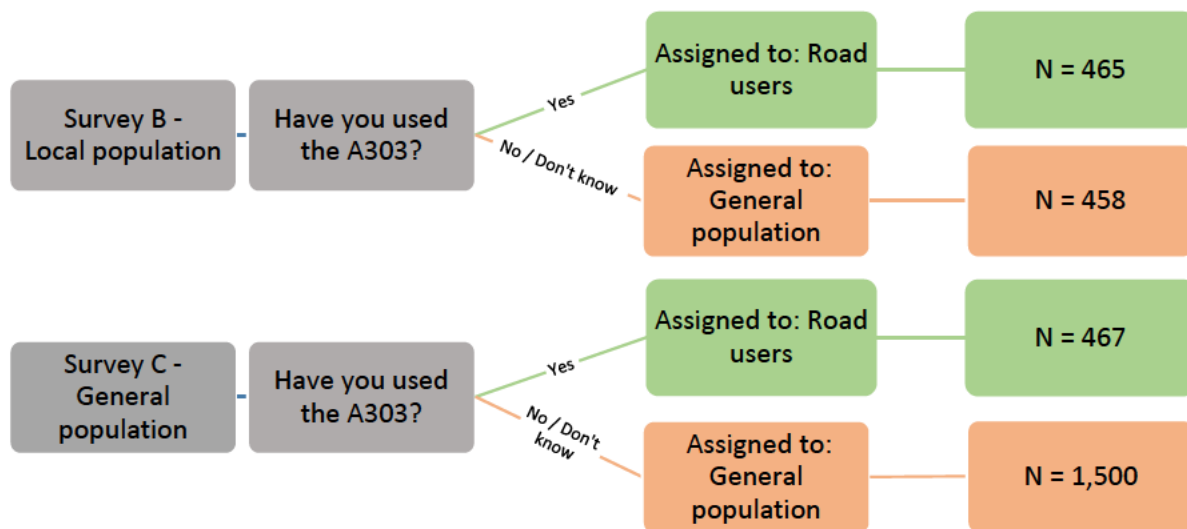 Survey B -
Local population
Have you used
the A303?
Yes
Assigned to: Road
users
N = 465
No / Don't know
Assigned to:
General
population
N = 458
Survey C -
General
population
Have you used
the A303?
Yes
Assigned to: Road
users
N = 467
No / Don't
know
Assigned to:
General
population
N = 1,500